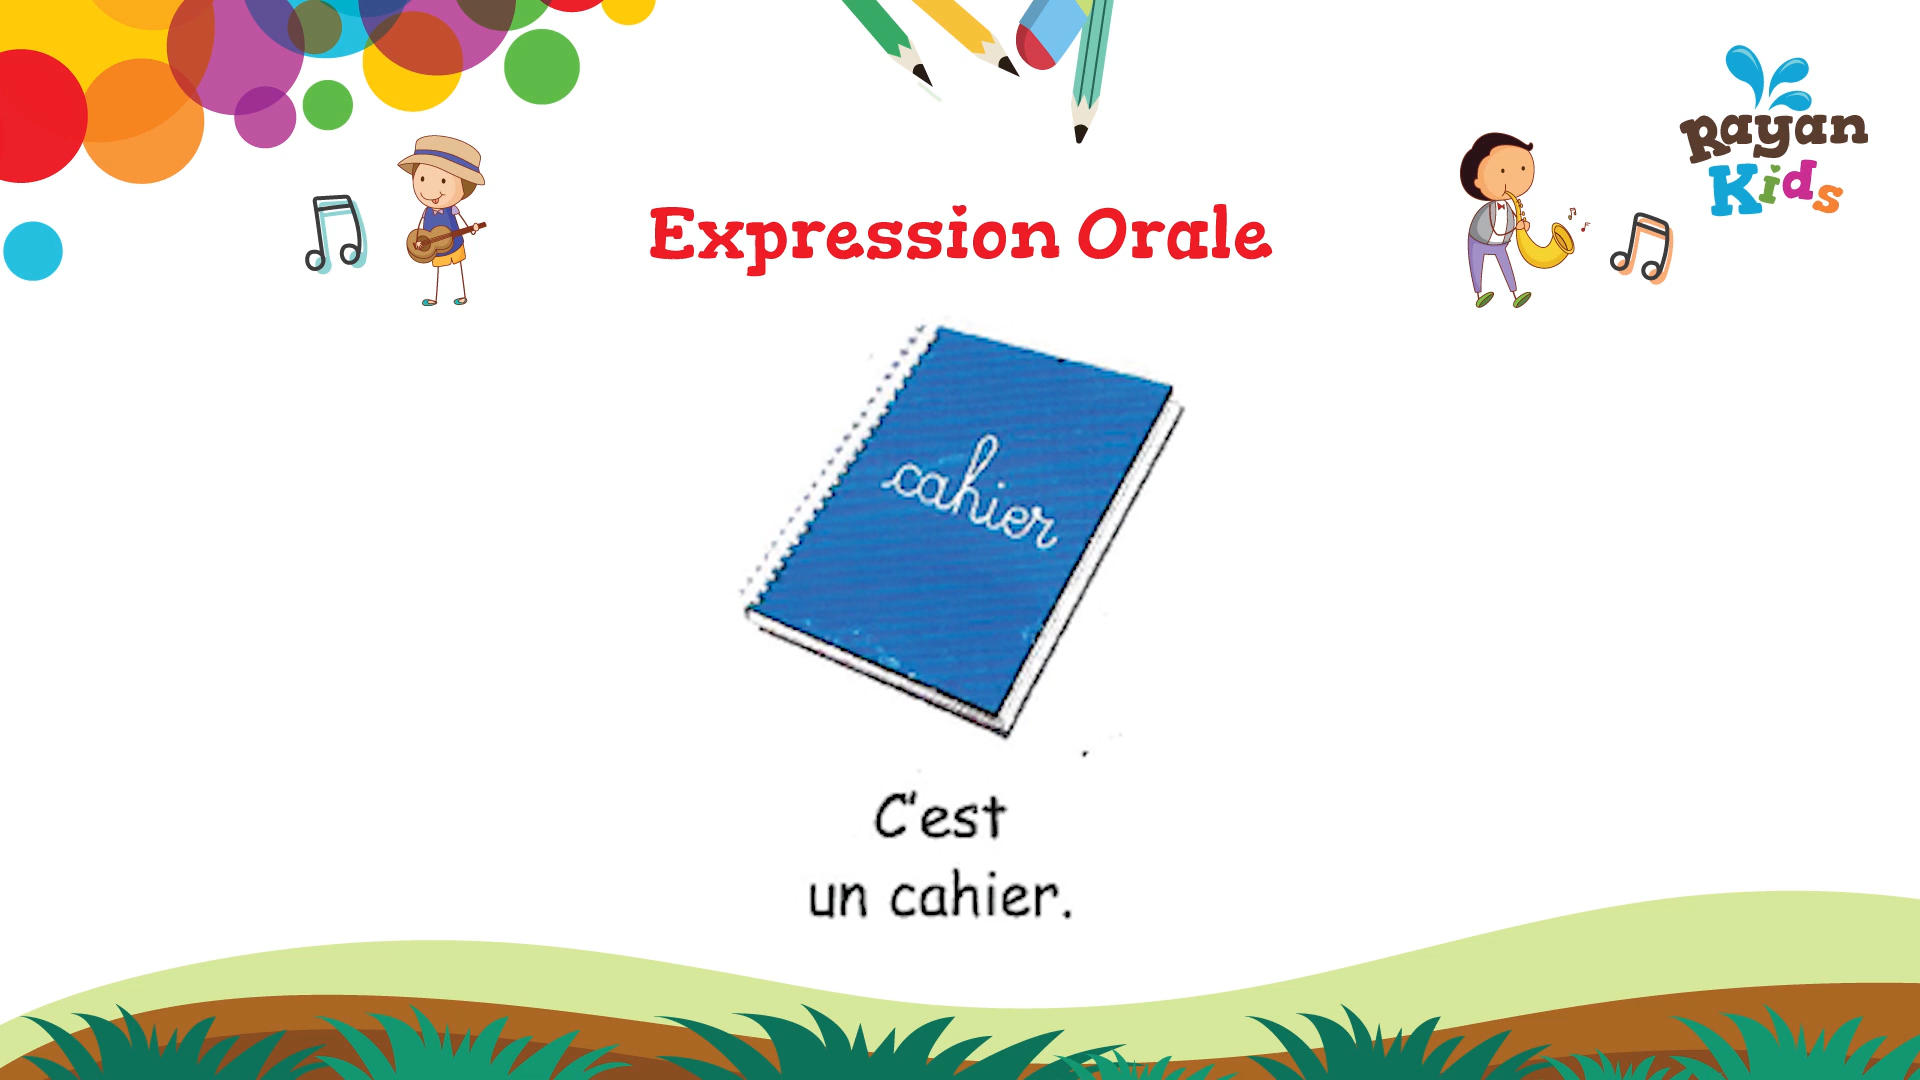 Rayan
Kids
Expression Orale
cahier
C'est
un cahier.